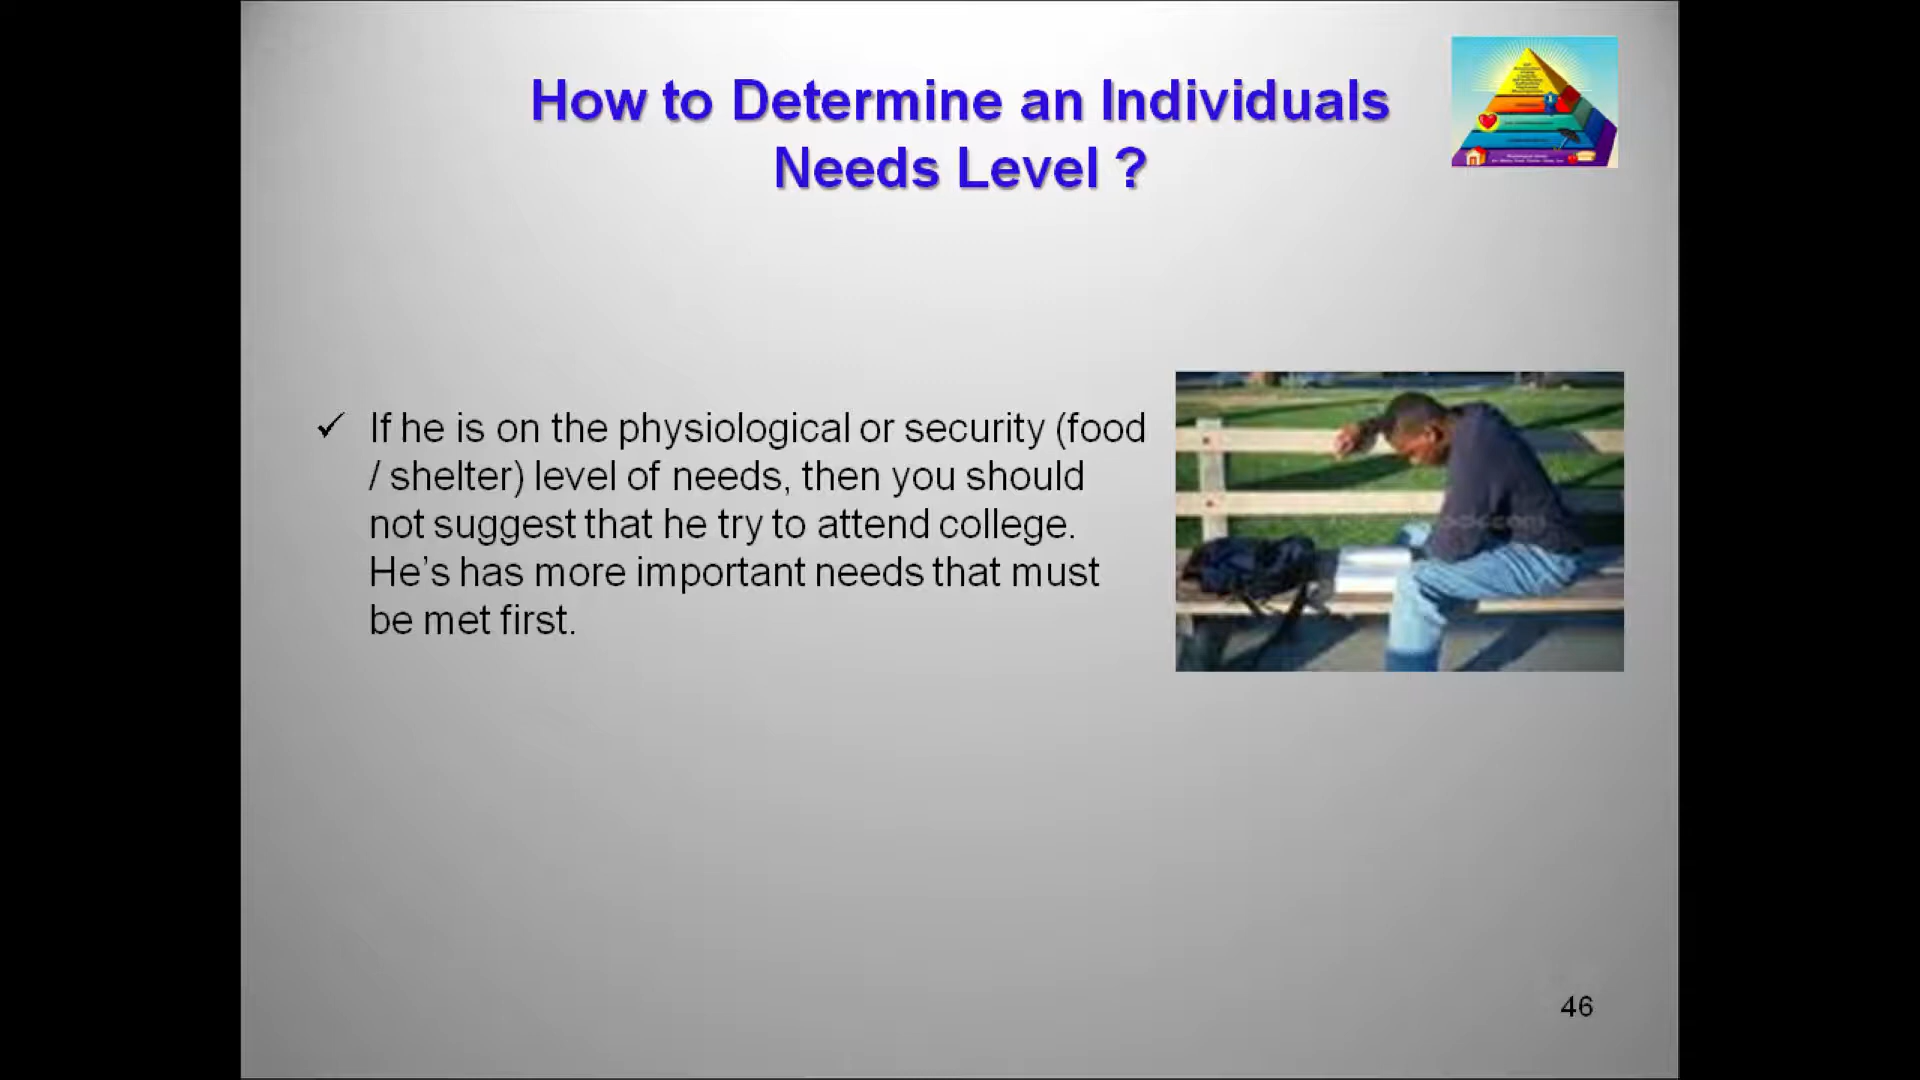 How to Determine an Individuals
Needs Level ?
✓ If he is on the physiological or security (food
/ shelter) level of needs, then you should
not suggest that he try to attend college.
He’s has more important needs that must
be met first.
46